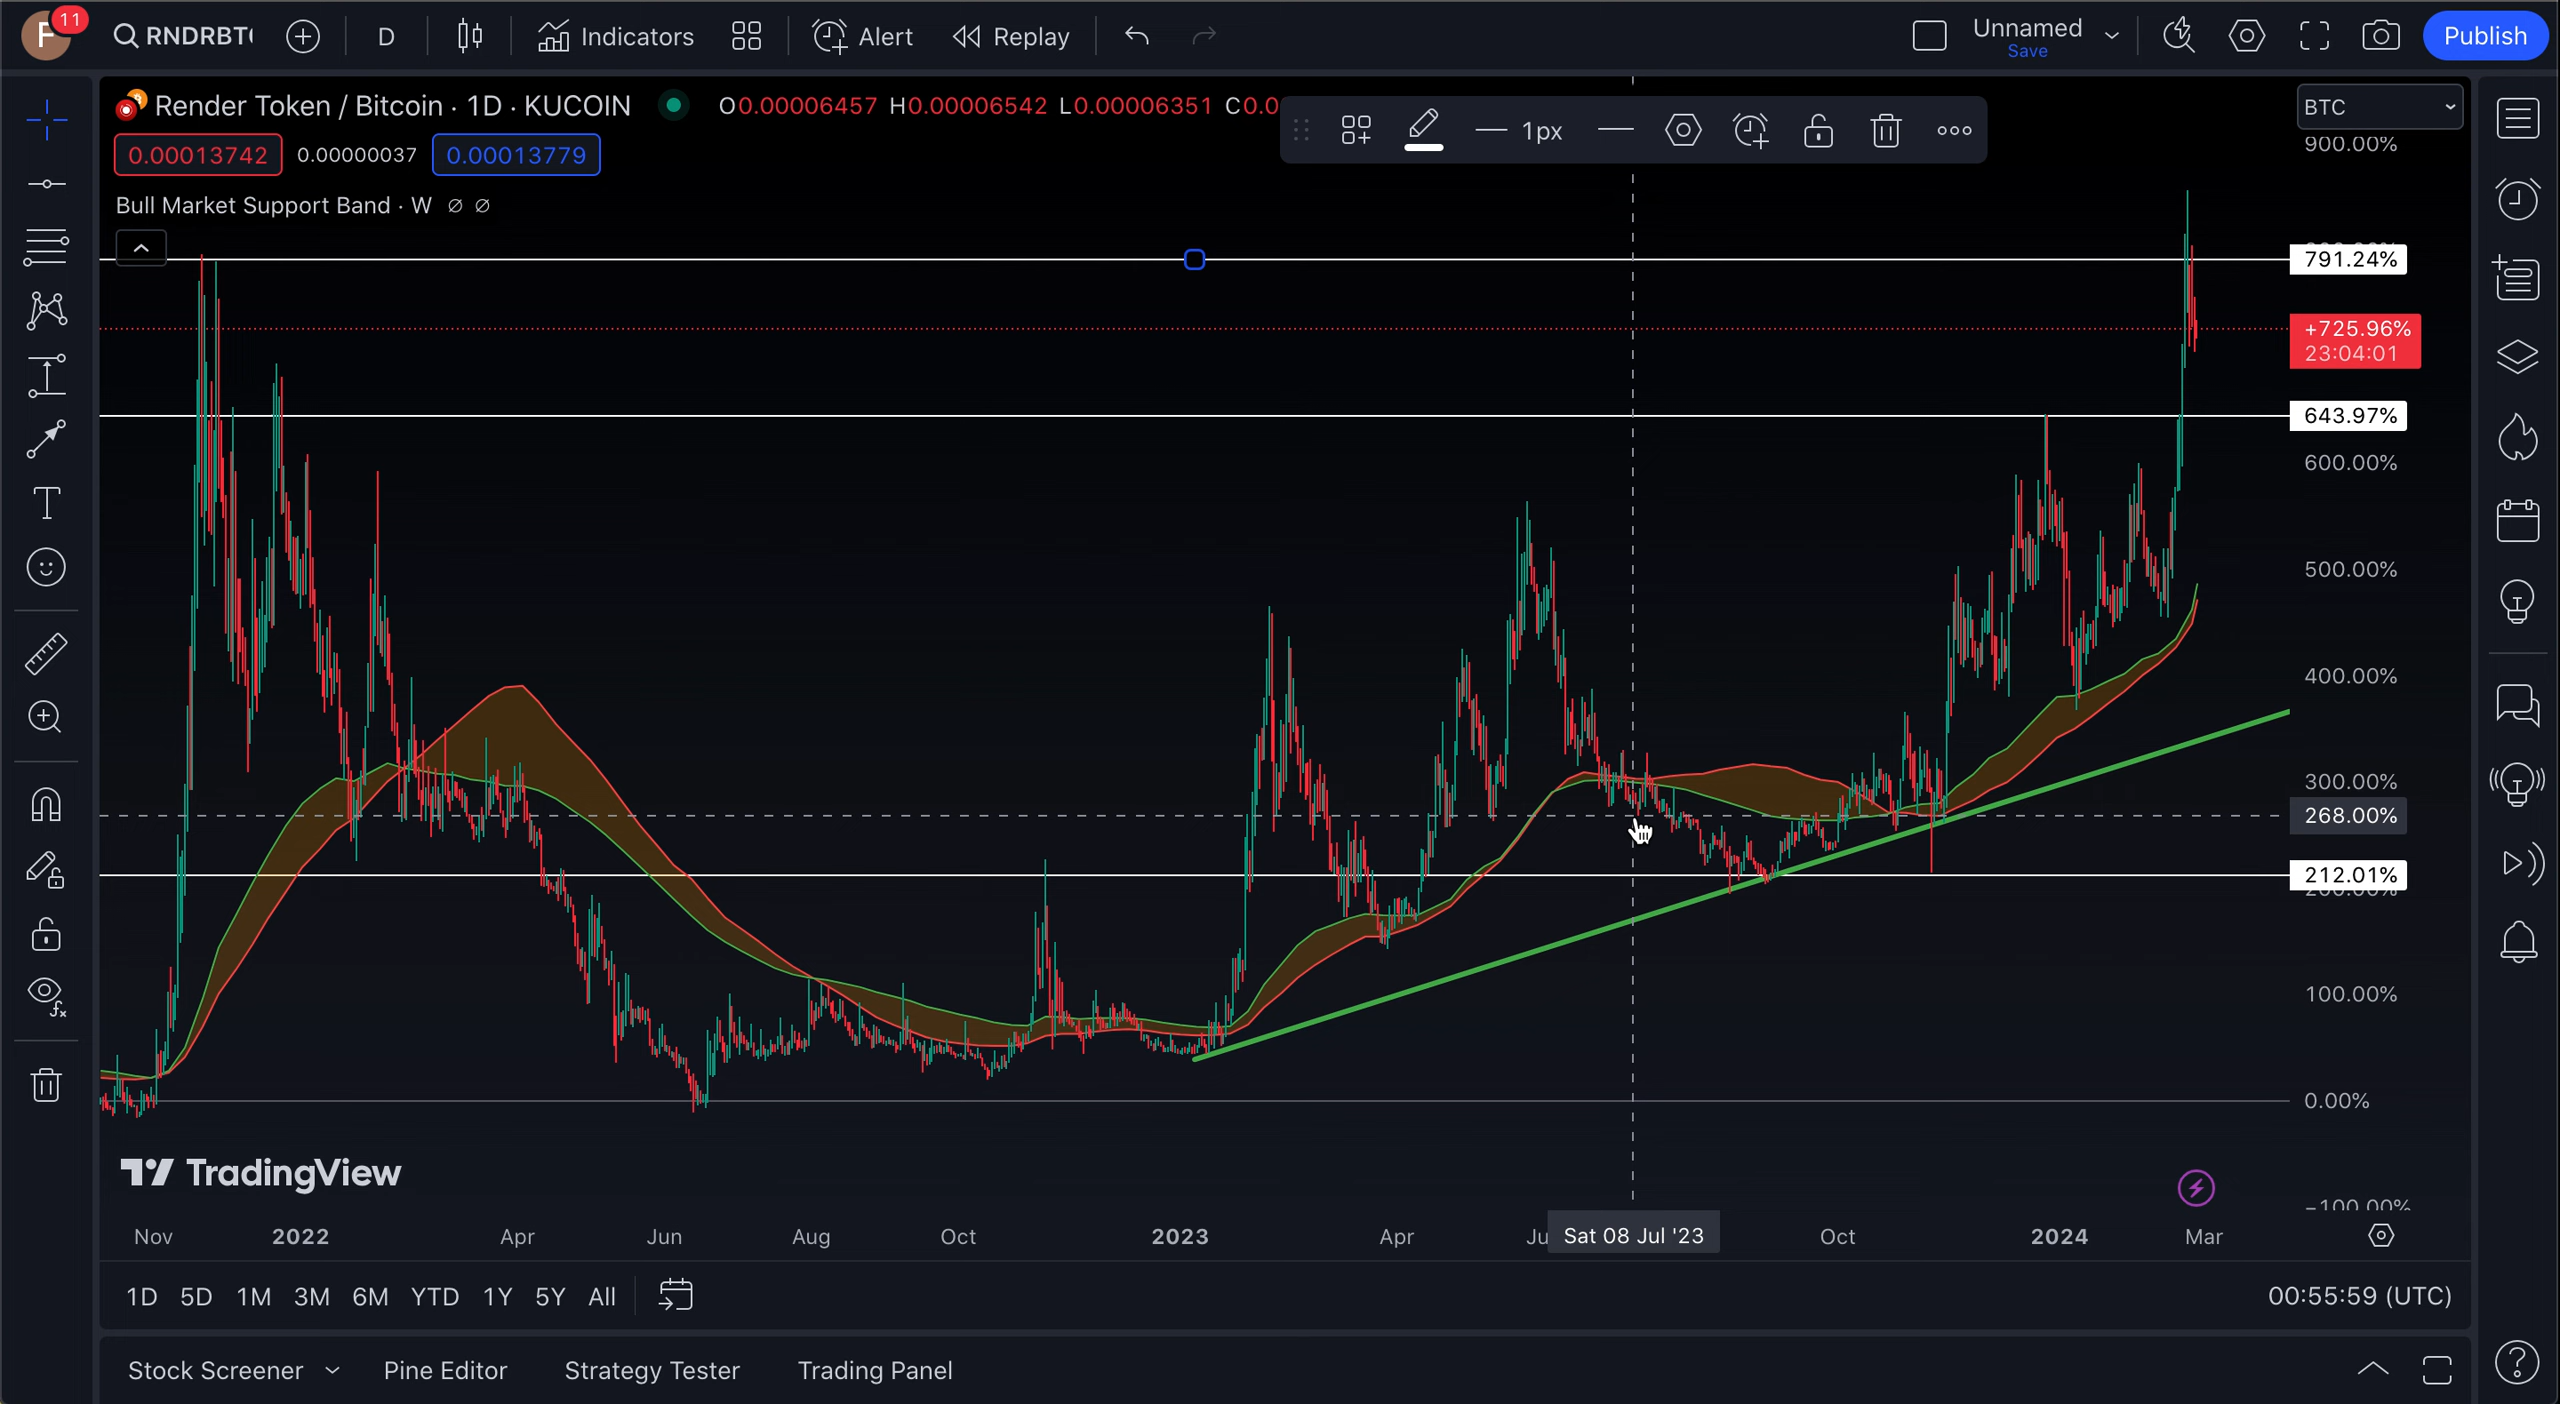 F 11 RNDRBT D Indicators Alert Replay Unnamed Save Publish
Render Token / Bitcoin · 1D · KUCOIN O0.00006457 H0.00006542 L0.00006351 C0.0
1px
BTC
0.00013742 0.00000037 0.00013779
Bull Market Support Band · W ∅ ∅
900.00%
791.24%
+725.96%
23:04:01
643.97%
600.00%
500.00%
400.00%
300.00%
268.00%
212.01%
100.00%
0.00%
−100.00%
TradingView
Nov 2022 Apr Jun Aug Oct 2023 Apr Ju Sat 08 Jul '23 Oct 2024 Mar
1D 5D 1M 3M 6M YTD 1Y 5Y All 00:55:59 (UTC)
Stock Screener Pine Editor Strategy Tester Trading Panel